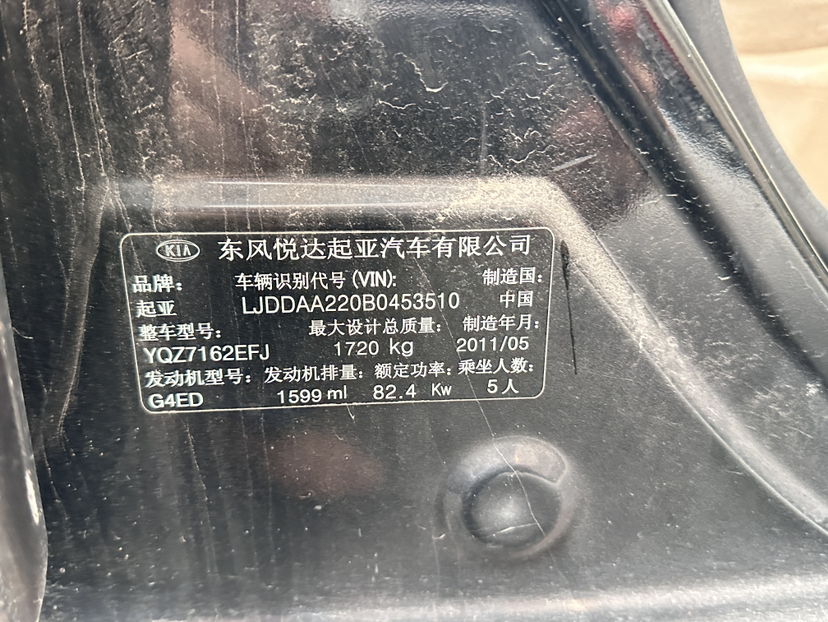 KIA 东风悦达起亚汽车有限公司
品牌: 车辆识别代号(VIN): 制造国:
起亚 LJDDAA220B0453510 中国
整车型号: 最大设计总质量: 制造年月:
YQZ7162EFJ 1720 kg 2011/05
发动机型号: 发动机排量: 额定功率: 乘坐人数:
G4ED 1599 ml 82.4 Kw 5人